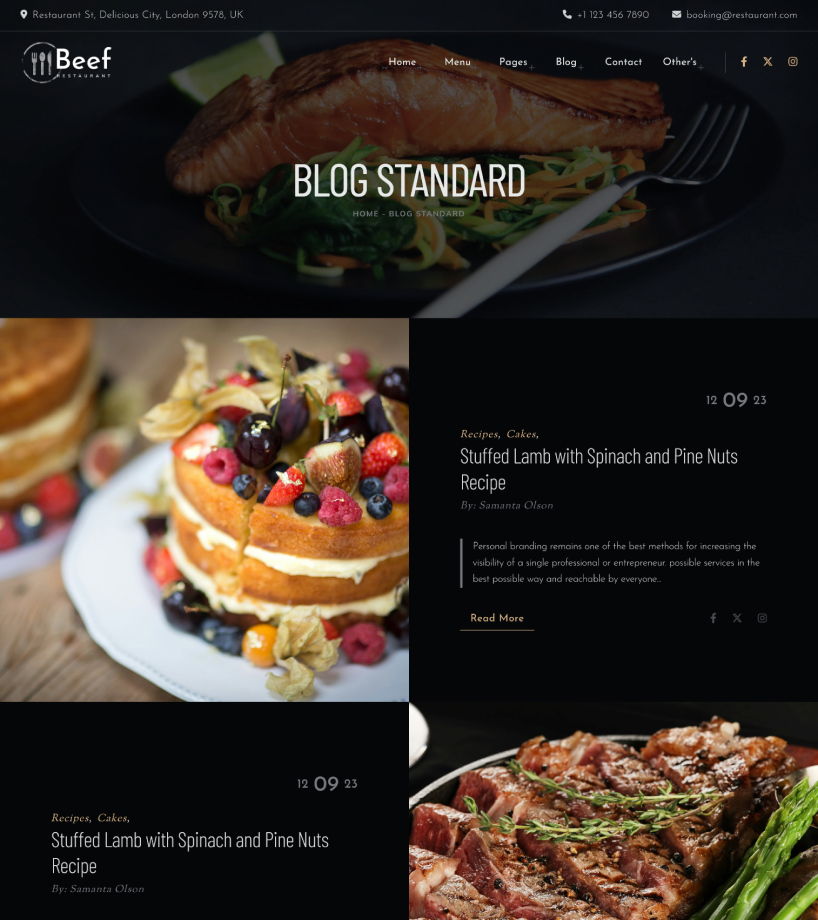 Restaurant St, Delicious City, London 9578, UK
+1 123 456 7890
booking@restaurant.com
Beef
RESTAURANT
Home
Menu
Pages
Blog
Contact
Other's
BLOG STANDARD
HOME - BLOG STANDARD
12 09 23
Recipes, Cakes,
Stuffed Lamb with Spinach and Pine Nuts
Recipe
By: Samanta Olson
Personal branding remains one of the best methods for increasing the
visibility of a single professional or entrepreneur. possible services in the
best possible way and reachable by everyone..
Read More
12 09 23
Recipes, Cakes,
Stuffed Lamb with Spinach and Pine Nuts
Recipe
By: Samanta Olson